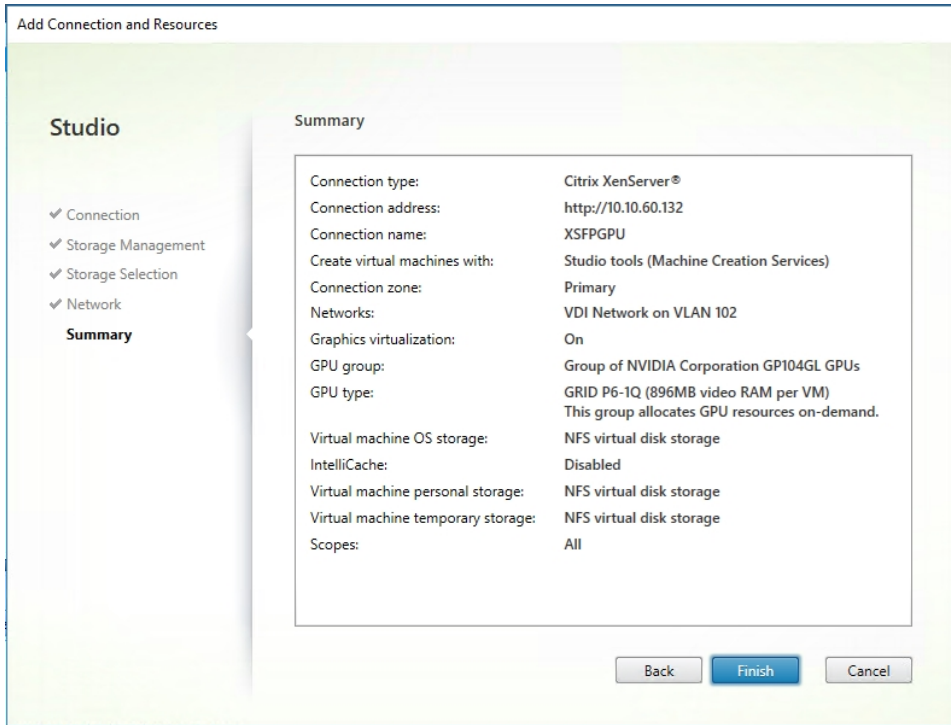 Add Connection and Resources
Studio
Connection
Storage Management
Storage Selection
Network
Summary
Summary
Connection type: Citrix XenServer®
Connection address: http://10.10.60.132
Connection name: XSFPGPU
Create virtual machines with: Studio tools (Machine Creation Services)
Connection zone: Primary
Networks: VDI Network on VLAN 102
Graphics virtualization: On
GPU group: Group of NVIDIA Corporation GP104GL GPUs
GPU type: GRID P6-1Q (896MB video RAM per VM)
This group allocates GPU resources on-demand.
Virtual machine OS storage: NFS virtual disk storage
IntelliCache: Disabled
Virtual machine personal storage: NFS virtual disk storage
Virtual machine temporary storage: NFS virtual disk storage
Scopes: All
Back Finish Cancel